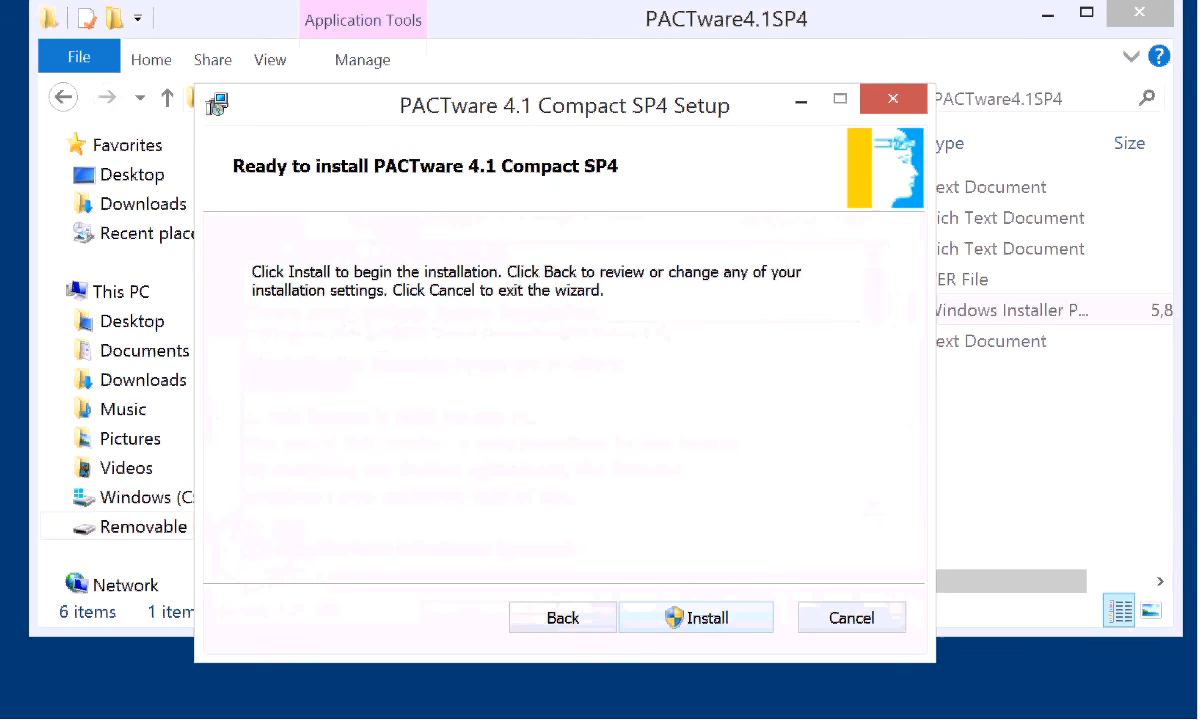 Application Tools
PACTware4.1SP4
File
Home
Share
View
Manage
PACTware4.1SP4
PACTware 4.1 Compact SP4 Setup
Ready to install PACTware 4.1 Compact SP4
Click Install to begin the installation. Click Back to review or change any of your
installation settings. Click Cancel to exit the wizard.
Back
Install
Cancel
Favorites
Desktop
Downloads
Recent place
This PC
Desktop
Documents
Downloads
Music
Pictures
Videos
Windows (C:
Removable
Network
6 items
1 item
ype
Size
ext Document
ich Text Document
ich Text Document
ER File
Windows Installer P...
5,8
ext Document